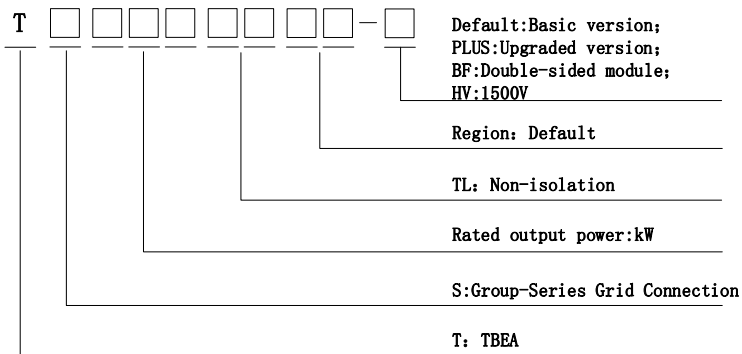 T □ □□□ □□ □□-□
Default:Basic version;
PLUS:Upgraded version;
BF:Double-sided module;
HV:1500V
Region: Default
TL: Non-isolation
Rated output power:kW
S:Group-Series Grid Connection
T: TBEA